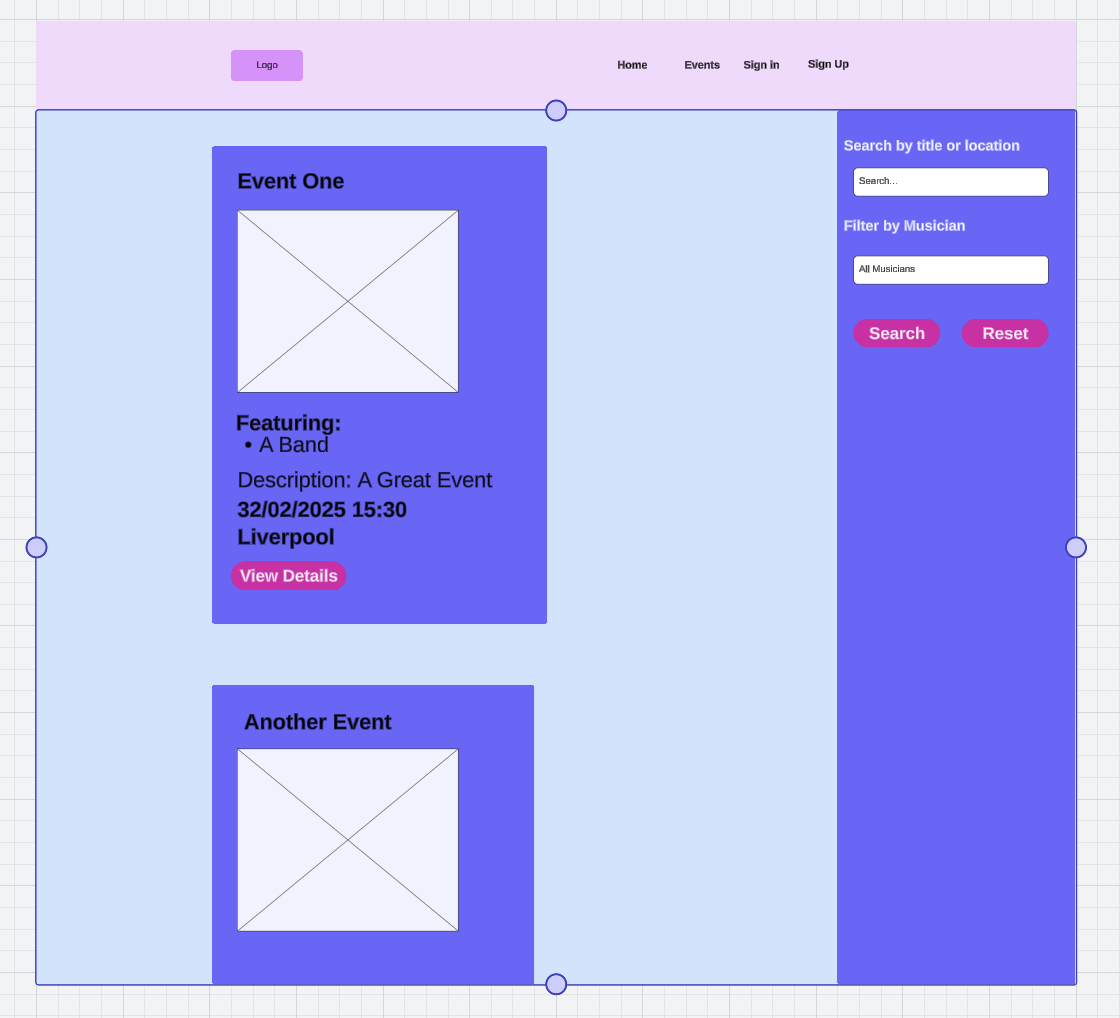 Logo
Home Events Sign in Sign Up
Event One
Featuring:
• A Band
Description: A Great Event
32/02/2025 15:30
Liverpool
View Details
Another Event
Search by title or location
Search...
Filter by Musician
All Musicians
Search Reset